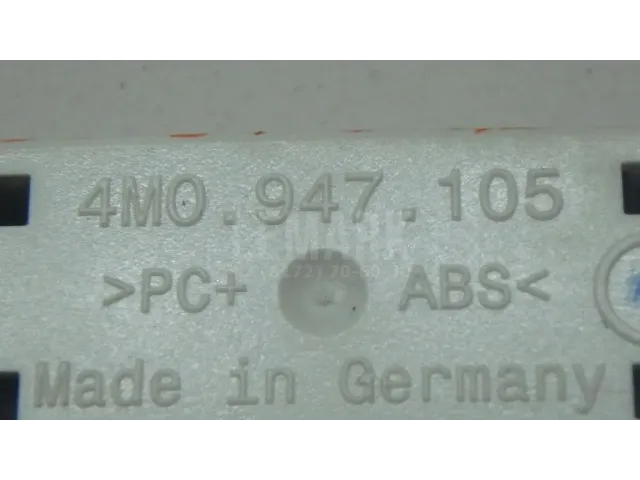 4M0.947.105
>PC+ ABS<
Made in Germany